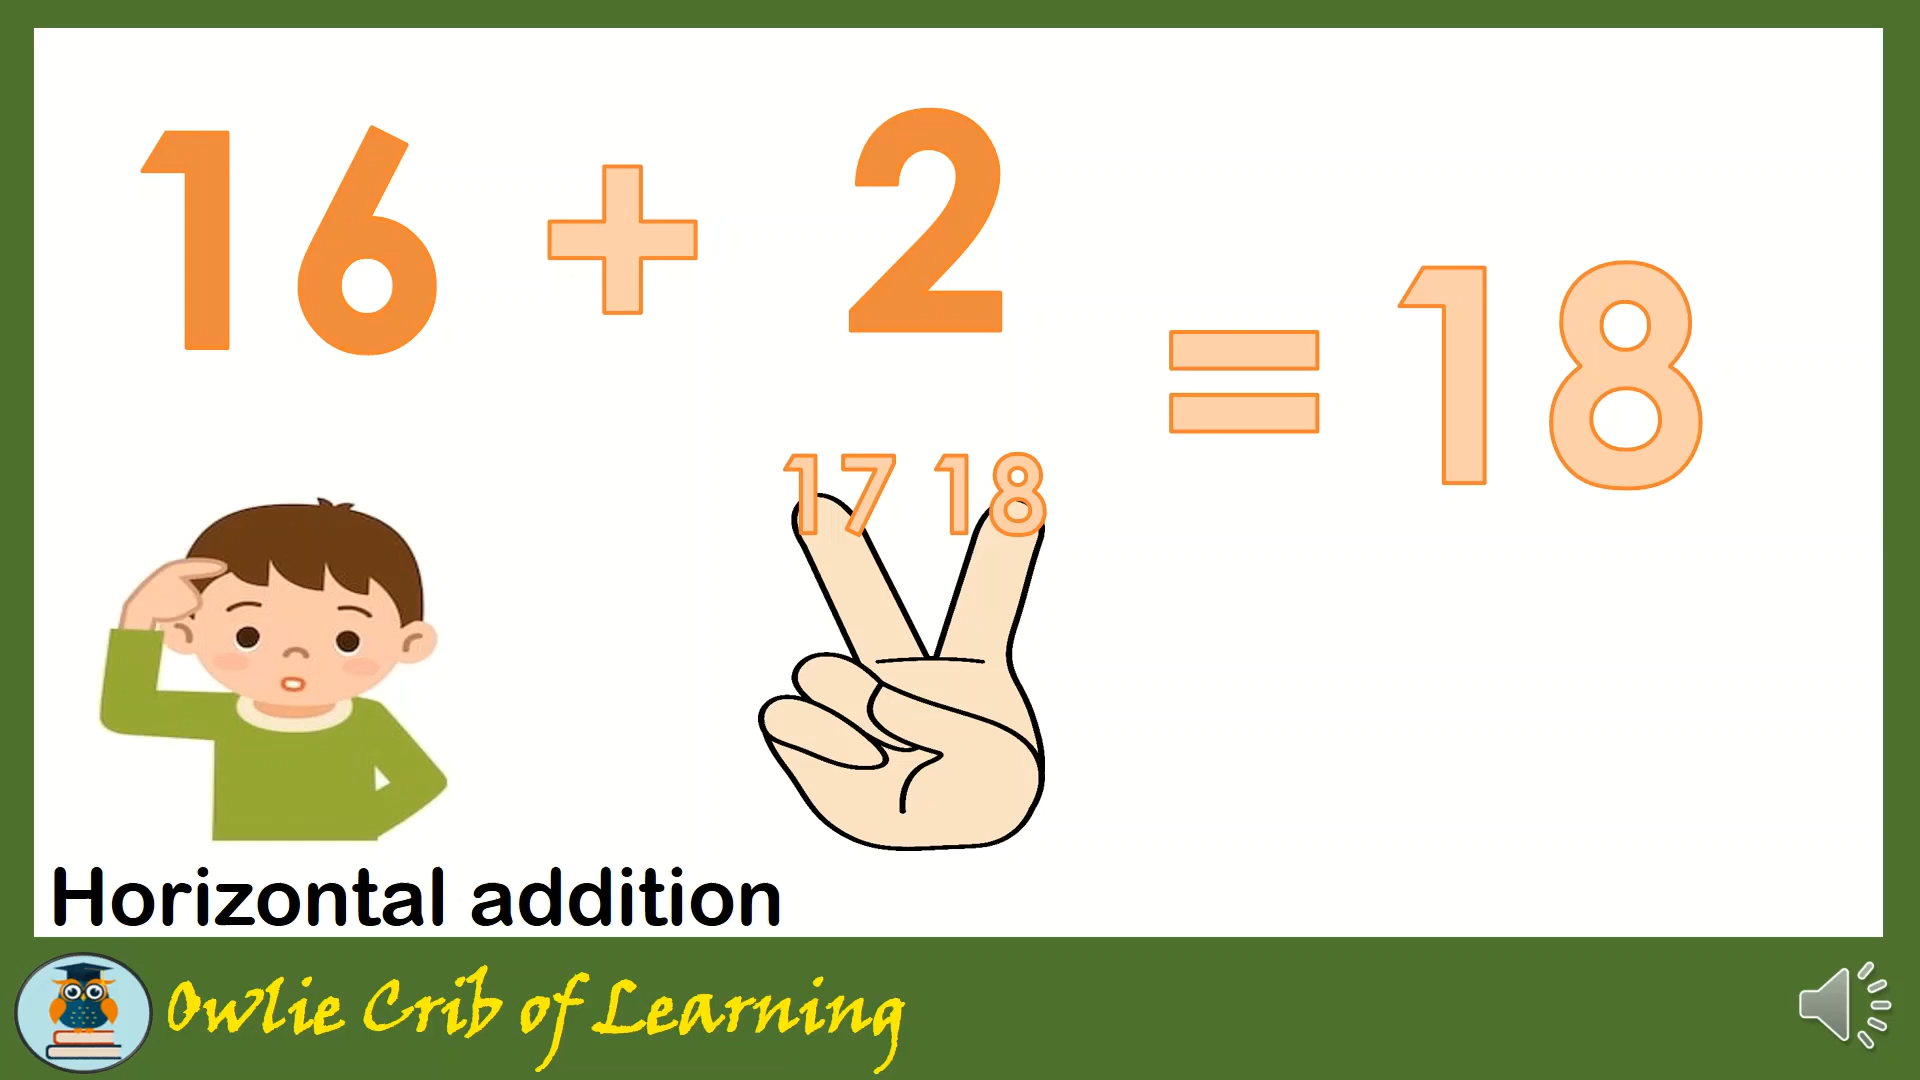 16 + 2 = 18
17 18
Horizontal addition
Owlie Crib of Learning